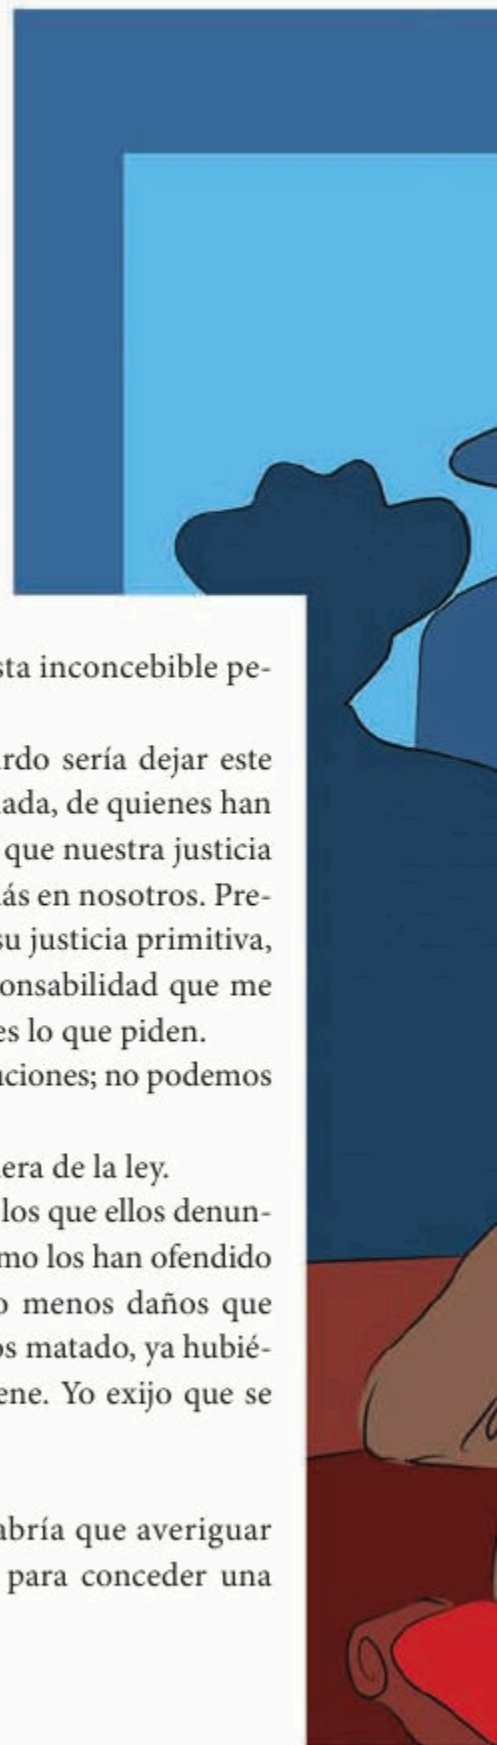 sta inconcebible pe-
rdo sería dejar este
ada, de quienes han
que nuestra justicia
ás en nosotros. Pre-
su justicia primitiva,
onsabilidad que me
es lo que piden.
uciones; no podemos
era de la ley.
los que ellos denun-
mo los han ofendido
o menos daños que
os matado, ya hubié-
ene. Yo exijo que se
abría que averiguar
para conceder una